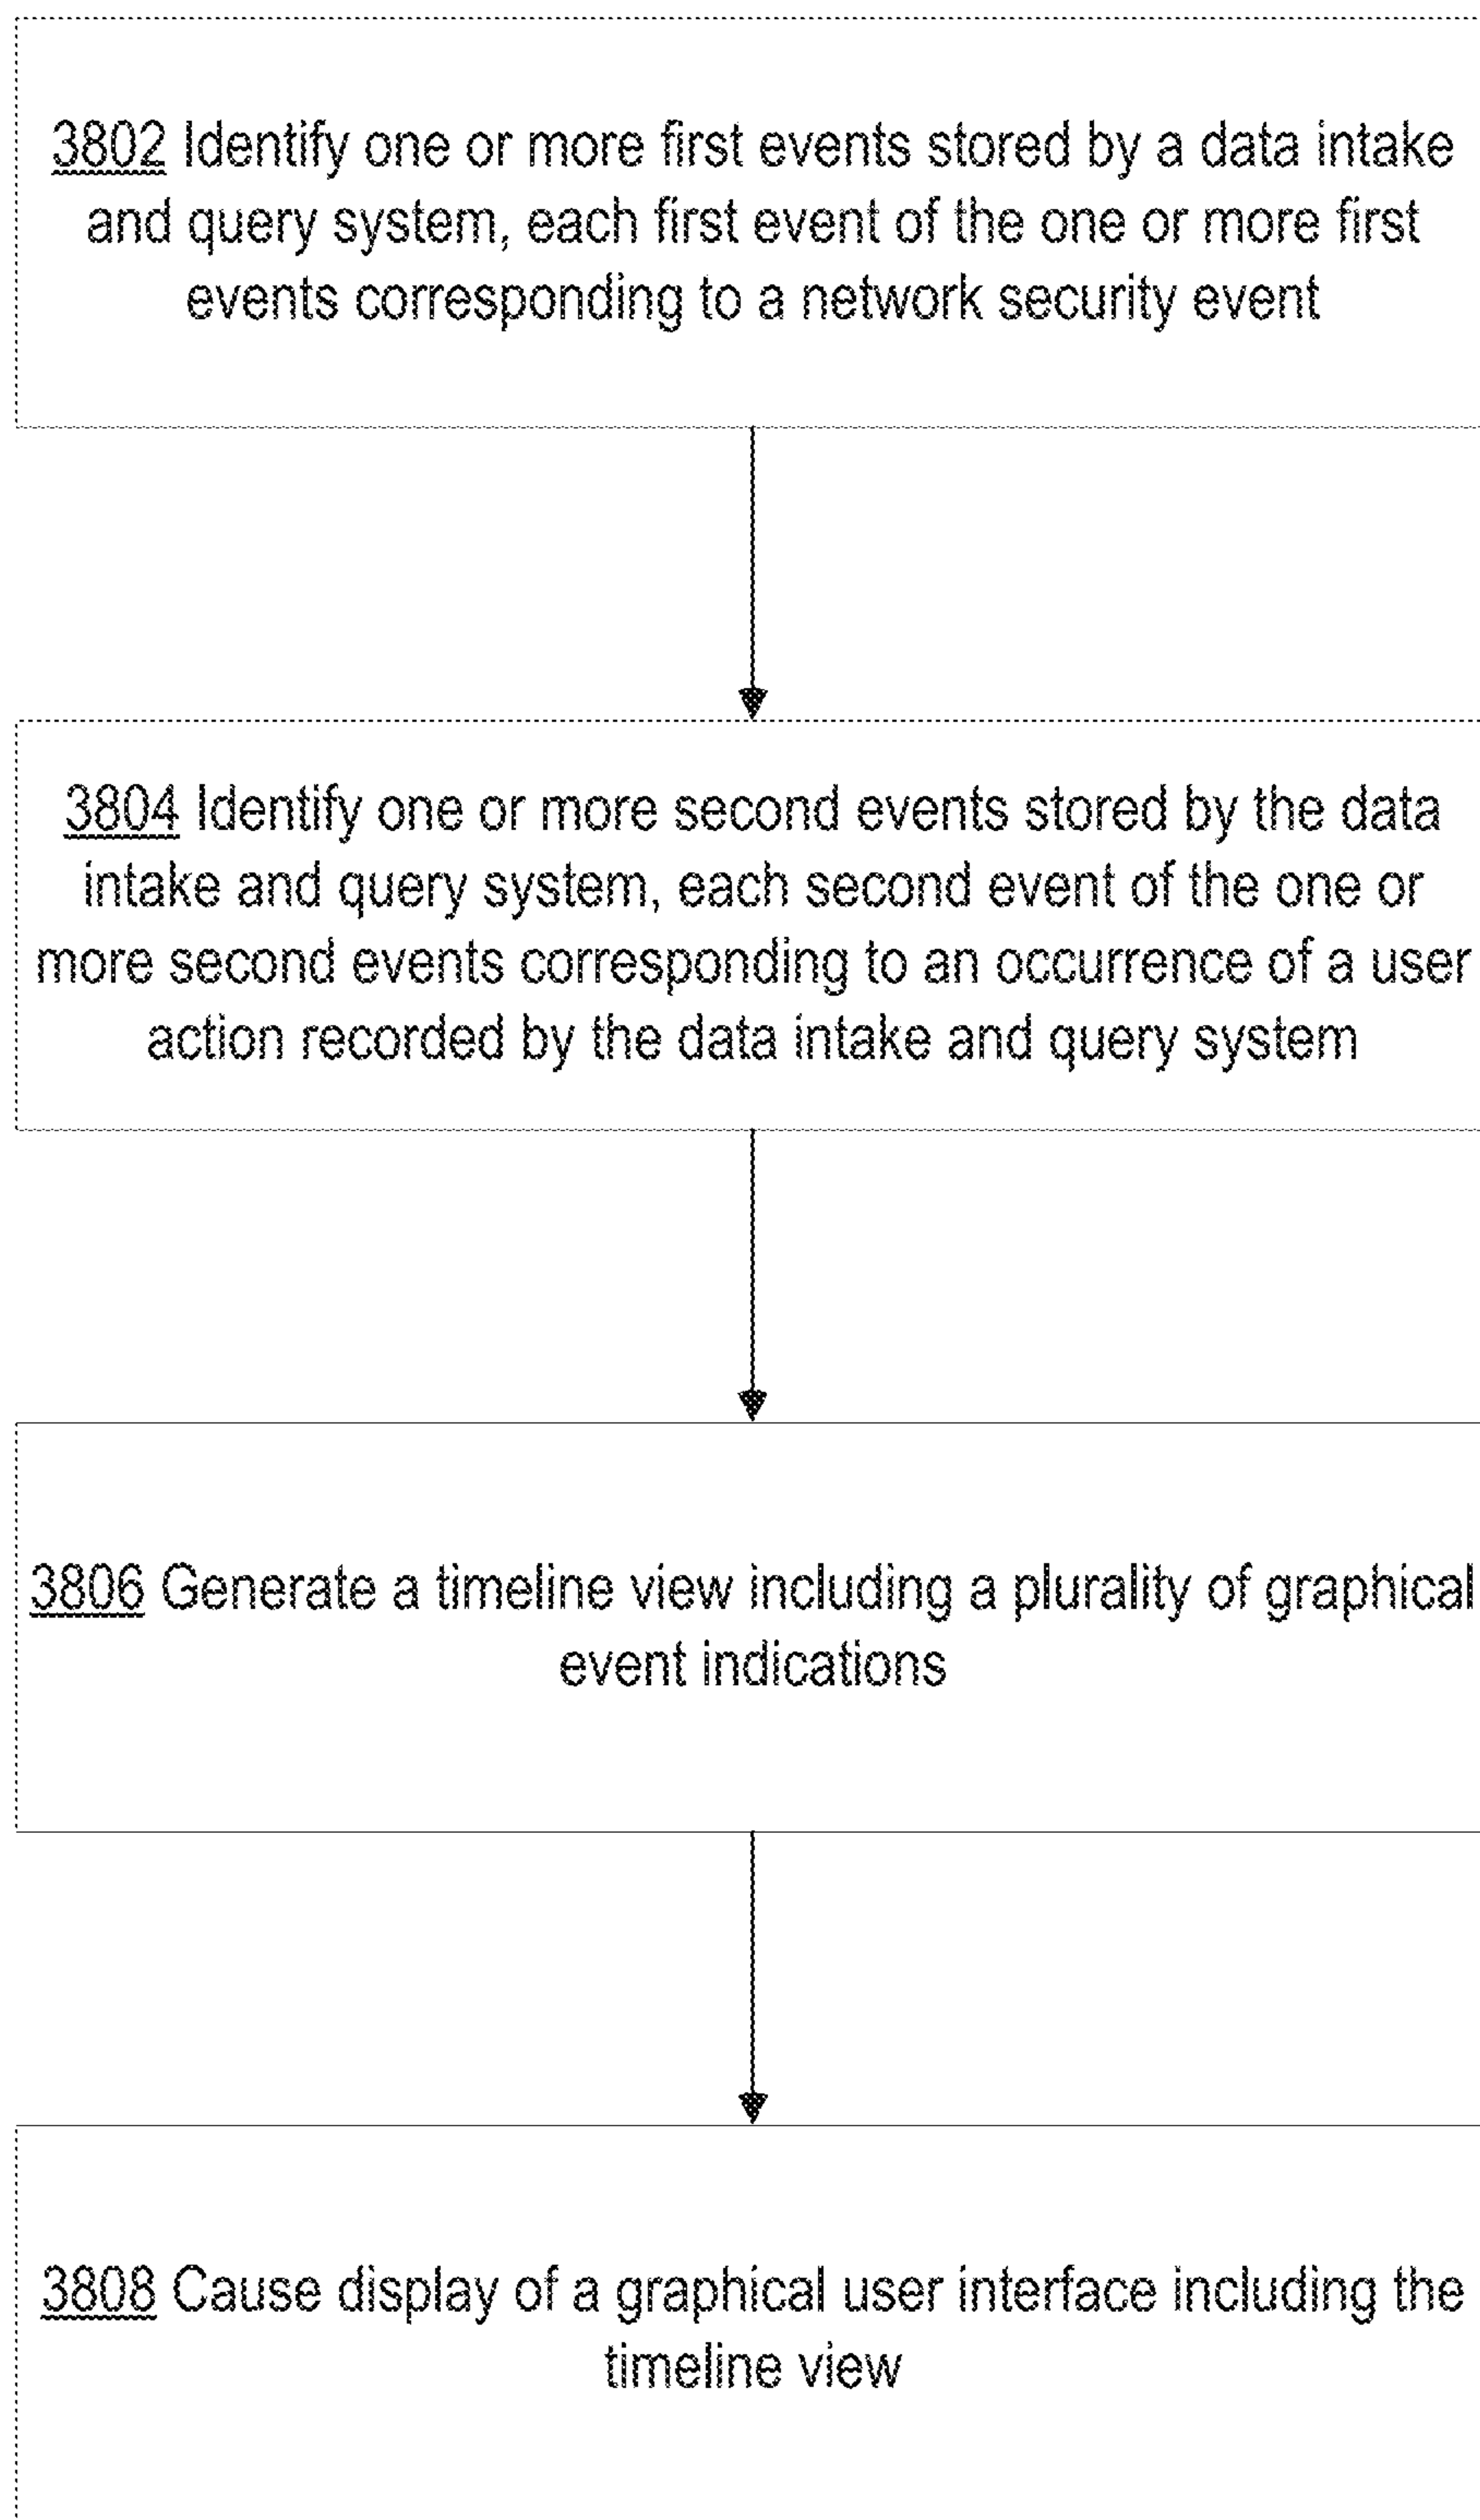 3802 Identify one or more first events stored by a data intake
and query system, each first event of the one or more first
events corresponding to a network security event
3804 Identify one or more second events stored by the data
intake and query system, each second event of the one or
more second events corresponding to an occurrence of a user
action recorded by the data intake and query system
3806 Generate a timeline view including a plurality of graphical
event indications
3808 Cause display of a graphical user interface including the
timeline view